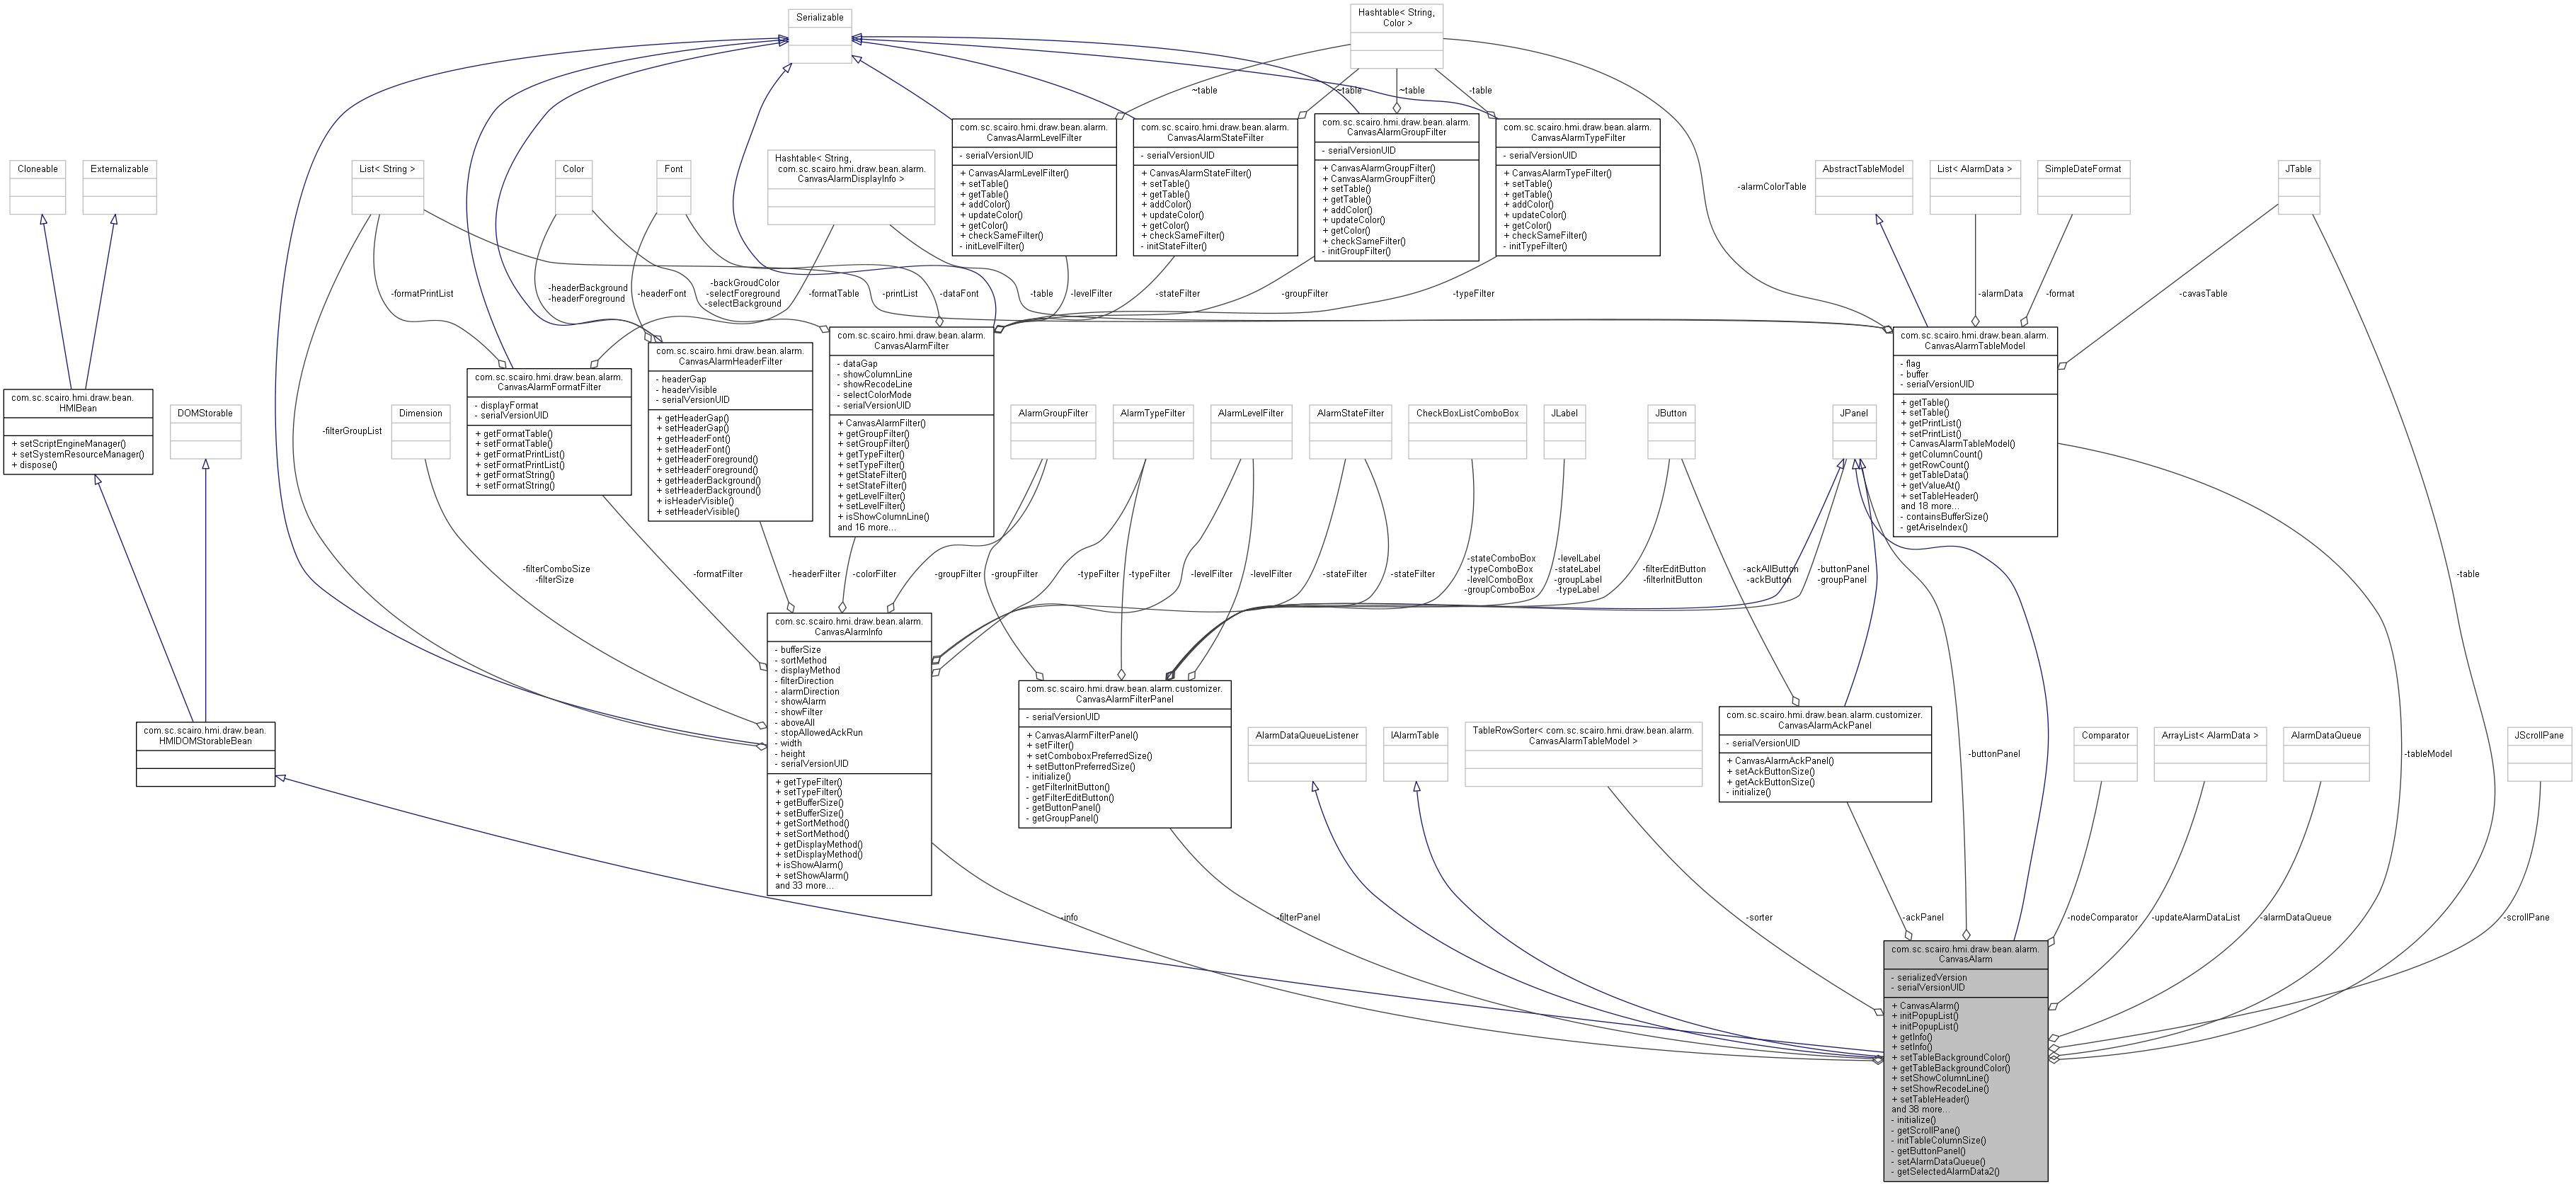 Serializable
Hashtable< String,
Color >
~table
~table
~table
-table
com.sc.scairo.hmi.draw.bean.alarm.
CanvasAlarmLevelFilter
- serialVersionUID
+ CanvasAlarmLevelFilter()
+ setTable()
+ getTable()
+ addColor()
+ updateColor()
+ getColor()
+ checkSameFilter()
- initLevelFilter()
com.sc.scairo.hmi.draw.bean.alarm.
CanvasAlarmStateFilter
- serialVersionUID
+ CanvasAlarmStateFilter()
+ setTable()
+ getTable()
+ addColor()
+ updateColor()
+ getColor()
+ checkSameFilter()
- initStateFilter()
com.sc.scairo.hmi.draw.bean.alarm.
CanvasAlarmGroupFilter
- serialVersionUID
+ CanvasAlarmGroupFilter()
+ CanvasAlarmGroupFilter()
+ setTable()
+ getTable()
+ addColor()
+ updateColor()
+ getColor()
+ checkSameFilter()
- initGroupFilter()
com.sc.scairo.hmi.draw.bean.alarm.
CanvasAlarmTypeFilter
- serialVersionUID
+ CanvasAlarmTypeFilter()
+ setTable()
+ getTable()
+ addColor()
+ updateColor()
+ getColor()
+ checkSameFilter()
- initTypeFilter()
Cloneable
Externalizable
List< String >
Color
Font
Hashtable< String,
com.sc.scairo.hmi.draw.bean.alarm.
CanvasAlarmDisplayInfo >
-alarmColorTable
AbstractTableModel
List< AlarmData >
SimpleDateFormat
JTable
-formatPrintList
-headerBackground
-headerForeground
-headerFont
-backGroudColor
-selectForeground
-selectBackground
-formatTable
-printList
-dataFont
-table
-levelFilter
-stateFilter
-groupFilter
-typeFilter
-alarmData
-format
-cavasTable
com.sc.scairo.hmi.draw.bean.
HMIBean
+ setScriptEngineManager()
+ setSystemResourceManager()
+ dispose()
DOMStorable
-filterGroupList
Dimension
com.sc.scairo.hmi.draw.bean.alarm.
CanvasAlarmFormatFilter
- displayFormat
- serialVersionUID
+ getFormatTable()
+ setFormatTable()
+ getFormatPrintList()
+ setFormatPrintList()
+ getFormatString()
+ setFormatString()
com.sc.scairo.hmi.draw.bean.alarm.
CanvasAlarmHeaderFilter
- headerGap
- headerVisible
- serialVersionUID
+ getHeaderGap()
+ setHeaderGap()
+ getHeaderFont()
+ setHeaderFont()
+ getHeaderForeground()
+ setHeaderForeground()
+ getHeaderBackground()
+ setHeaderBackground()
+ isHeaderVisible()
+ setHeaderVisible()
com.sc.scairo.hmi.draw.bean.alarm.
CanvasAlarmFilter
- dataGap
- showColumnLine
- showRecodeLine
- selectColorMode
- serialVersionUID
+ CanvasAlarmFilter()
+ getGroupFilter()
+ setGroupFilter()
+ getTypeFilter()
+ setTypeFilter()
+ getStateFilter()
+ setStateFilter()
+ getLevelFilter()
+ setLevelFilter()
+ isShowColumnLine()
and 16 more...
AlarmGroupFilter
AlarmTypeFilter
AlarmLevelFilter
AlarmStateFilter
CheckBoxListComboBox
JLabel
JButton
JPanel
com.sc.scairo.hmi.draw.bean.alarm.
CanvasAlarmTableModel
- flag
- buffer
- serialVersionUID
+ getTable()
+ setTable()
+ getPrintList()
+ setPrintList()
+ CanvasAlarmTableModel()
+ getColumnCount()
+ getRowCount()
+ getTableData()
+ getValueAt()
+ setTableHeader()
and 18 more...
- containsBufferSize()
- getAriseIndex()
-filterComboSize
-filterSize
-formatFilter
-headerFilter
-colorFilter
-groupFilter
-groupFilter
-typeFilter
-typeFilter
-levelFilter
-levelFilter
-stateFilter
-stateFilter
-stateComboBox
-typeComboBox
-levelComboBox
-groupComboBox
-levelLabel
-stateLabel
-groupLabel
-typeLabel
-filterEditButton
-filterInitButton
-ackAllButton
-ackButton
-buttonPanel
-groupPanel
-table
com.sc.scairo.hmi.draw.bean.
HMIDOMStorableBean
com.sc.scairo.hmi.draw.bean.alarm.
CanvasAlarmInfo
- bufferSize
- sortMethod
- displayMethod
- filterDirection
- alarmDirection
- showAlarm
- showFilter
- aboveAll
- stopAllowedAckRun
- width
- height
- serialVersionUID
+ getTypeFilter()
+ setTypeFilter()
+ getBufferSize()
+ setBufferSize()
+ getSortMethod()
+ setSortMethod()
+ getDisplayMethod()
+ setDisplayMethod()
+ isShowAlarm()
+ setShowAlarm()
and 33 more...
com.sc.scairo.hmi.draw.bean.alarm.customizer.
CanvasAlarmFilterPanel
- serialVersionUID
+ CanvasAlarmFilterPanel()
+ setFilter()
+ setComboboxPreferredSize()
+ setButtonPreferredSize()
- initialize()
- getFilterInitButton()
- getFilterEditButton()
- getButtonPanel()
- getGroupPanel()
AlarmDataQueueListener
IAlarmTable
TableRowSorter< com.sc.scairo.hmi.draw.bean.alarm.
CanvasAlarmTableModel >
com.sc.scairo.hmi.draw.bean.alarm.customizer.
CanvasAlarmAckPanel
- serialVersionUID
+ CanvasAlarmAckPanel()
+ setAckButtonSize()
+ getAckButtonSize()
- initialize()
-buttonPanel
Comparator
ArrayList< AlarmData >
AlarmDataQueue
-tableModel
JScrollPane
-info
-filterPanel
-sorter
-ackPanel
-nodeComparator
-updateAlarmDataList
-alarmDataQueue
-scrollPane
com.sc.scairo.hmi.draw.bean.alarm.
CanvasAlarm
- serializedVersion
- serialVersionUID
+ CanvasAlarm()
+ initPopupList()
+ initPopupList()
+ getInfo()
+ setInfo()
+ setTableBackgroundColor()
+ getTableBackgroundColor()
+ setShowColumnLine()
+ setShowRecodeLine()
+ setTableHeader()
and 38 more...
- initialize()
- getScrollPane()
- initTableColumnSize()
- getButtonPanel()
- setAlarmDataQueue()
- getSelectedAlarmData2()